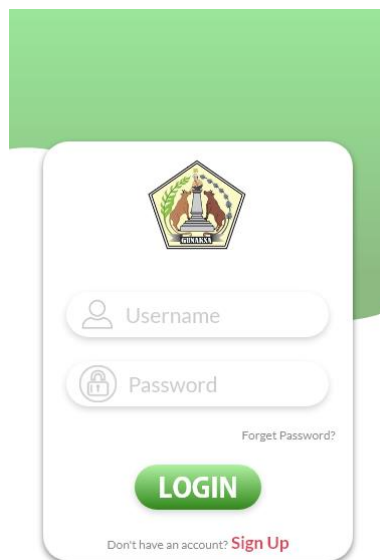 GUNAKSA
Username
Password
Forget Password?
LOGIN
Don't have an account? Sign Up